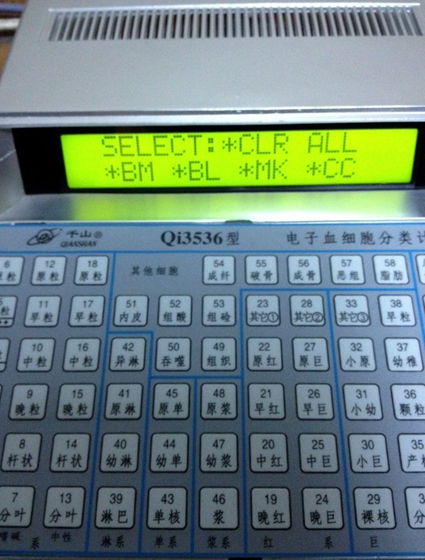 SELECT:*CLR ALL
*BM *BL *MK *CC
千山®
QIANSHAN
Qi3536型
电子血细胞分类计
6 12 18 其他细胞 54 55 56 57 58
原粒 原粒 原粒 成纤 破骨 成骨 恶组 脂肪
11 17 51 52 53 23 28 33 38
早粒 早粒 内皮 组酸 组嗜 其它① 其它② 其它③ 早粒
10 16 42 50 49 22 27 32 37
中粒 中粒 异淋 吞噬 组织 原红 原巨 小原 幼稚
9 15 41 45 48 21 26 31 36
晚粒 晚粒 原淋 原单 原浆 早红 早巨 小幼 颗粒
8 14 40 44 47 20 25 30 35
杆状 杆状 幼淋 幼单 幼浆 中红 中巨 小巨
7 13 39 43 46 19 24 29
分叶 分叶 淋巴 单核 浆 晚红 晚巨 裸核
嗜碱 系 中性 淋系 单系 浆系 红 系 巨